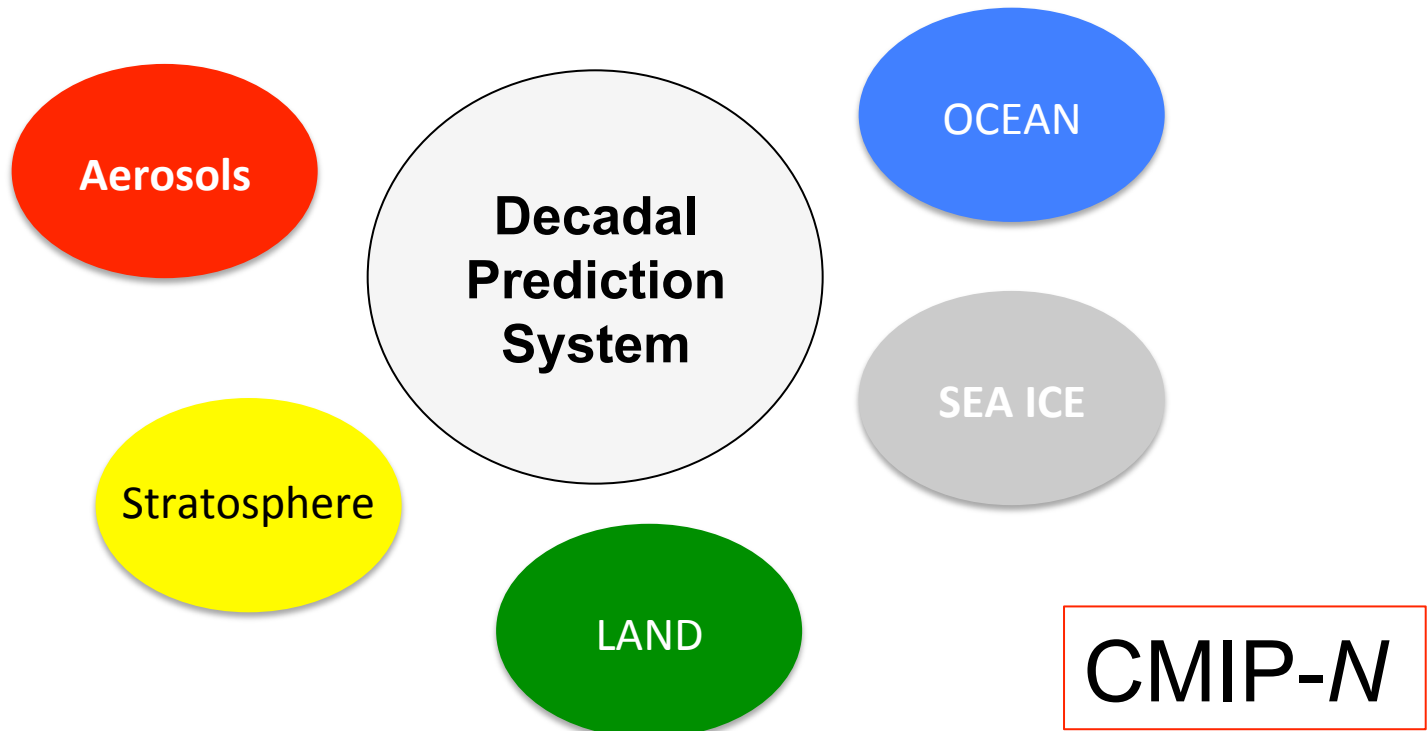 Aerosols
Decadal
Prediction
System
OCEAN
SEA ICE
Stratosphere
LAND
CMIP-N